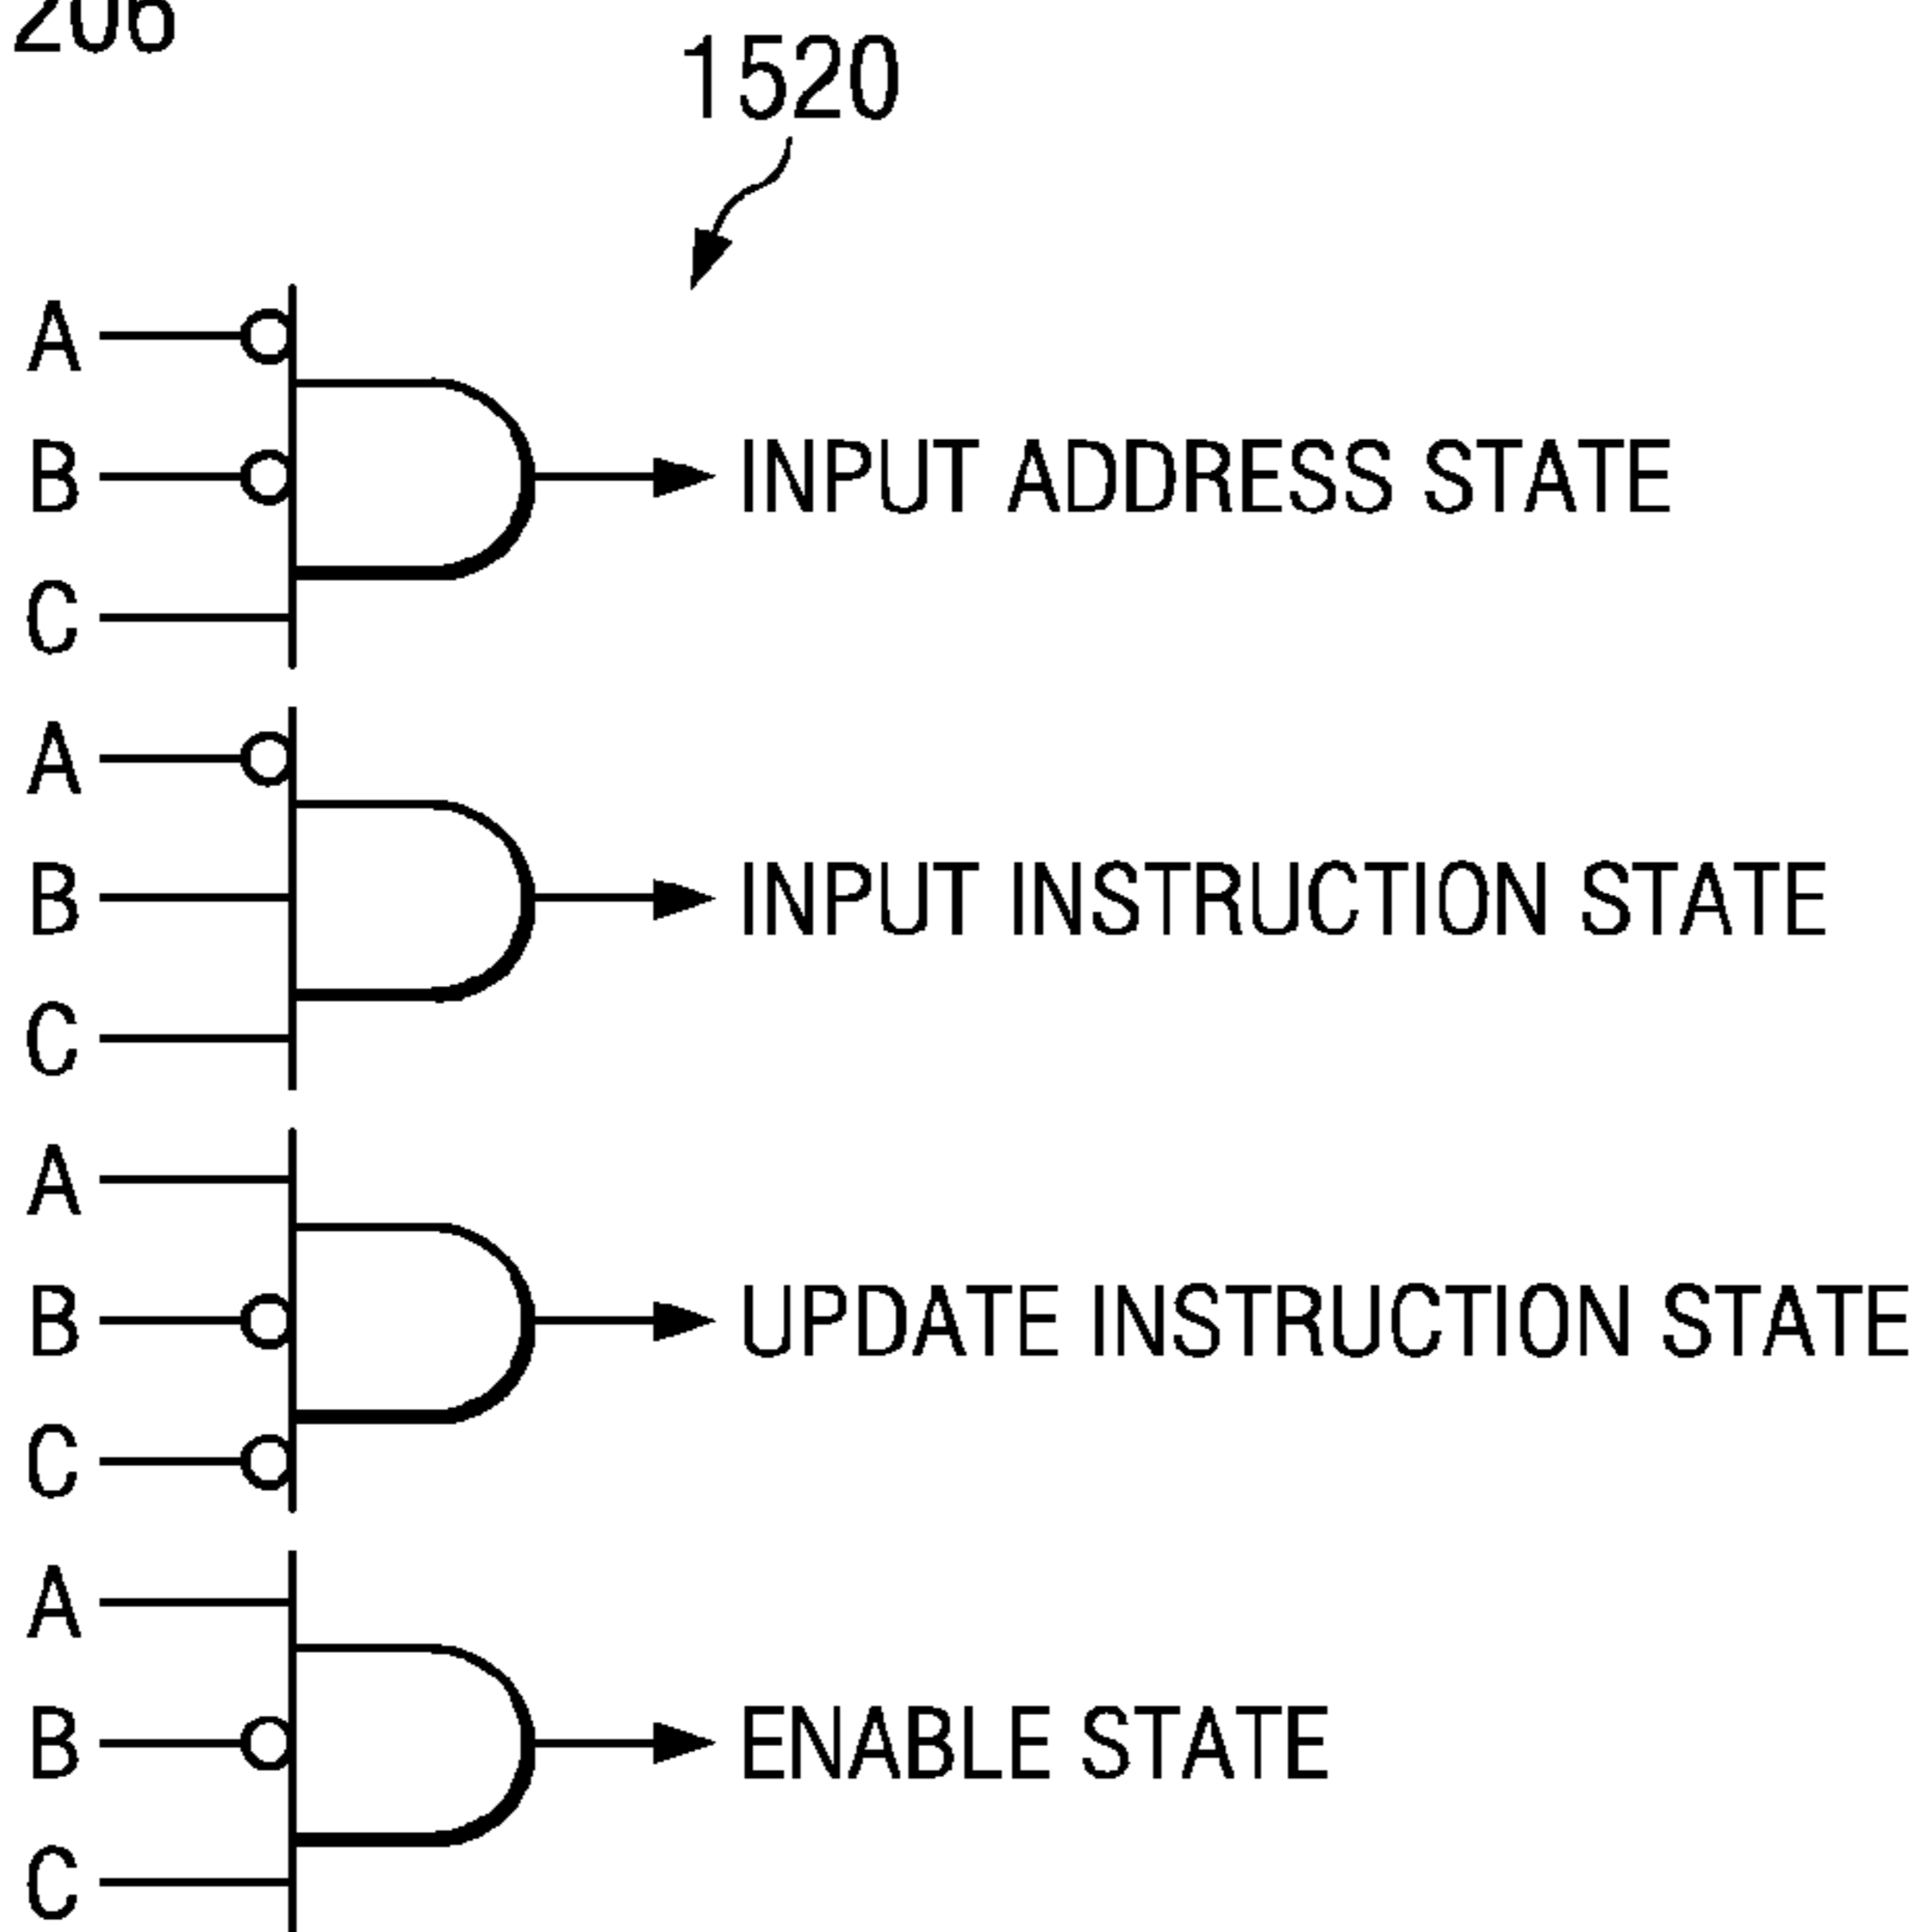 206
1520
A
B INPUT ADDRESS STATE
C
A
B INPUT INSTRUCTION STATE
C
A
B UPDATE INSTRUCTION STATE
C
A
B ENABLE STATE
C